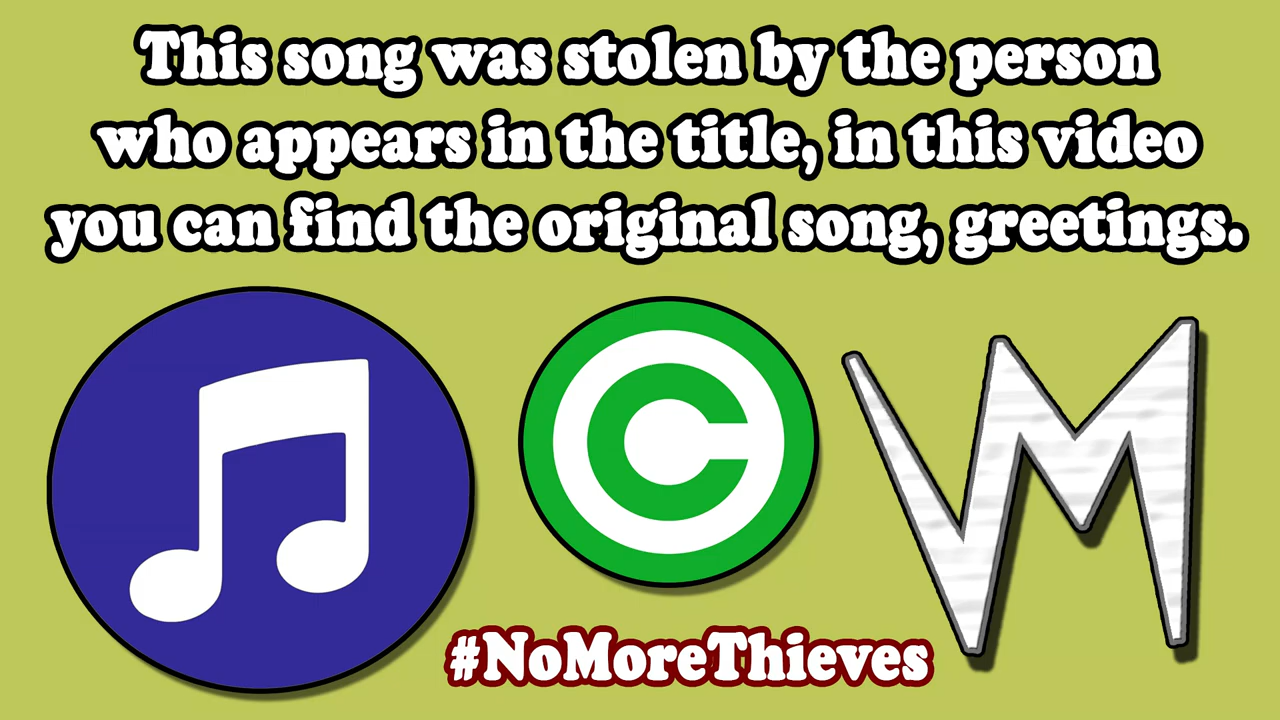 This song was stolen by the person
who appears in the title, in this video
you can find the original song, greetings.
C
VM
#NoMoreThieves